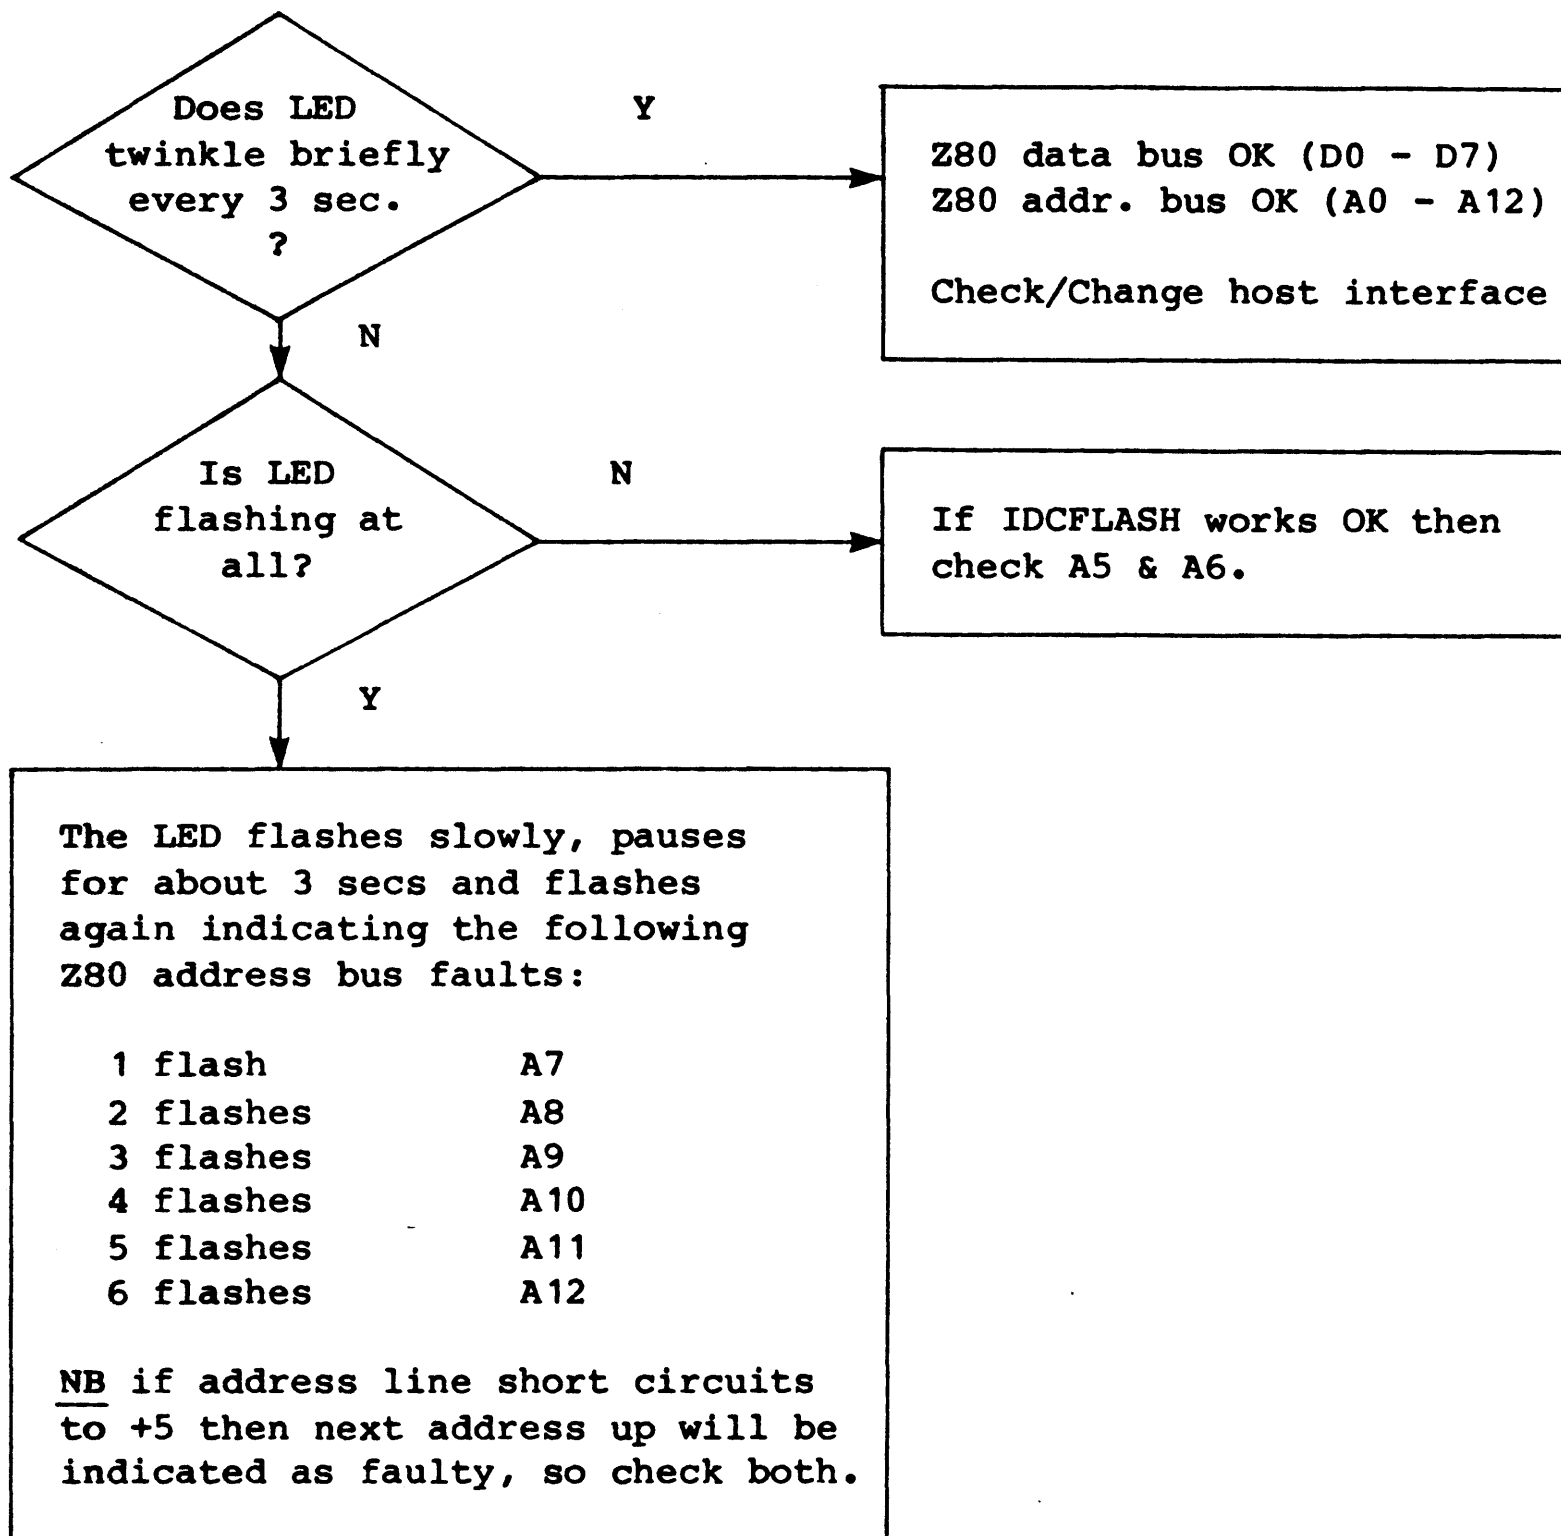 Does LED
twinkle briefly
every 3 sec.
?
Y
Z80 data bus OK (D0 - D7)
Z80 addr. bus OK (A0 - A12)
Check/Change host interface
N
Is LED
flashing at
all?
N
If IDCFLASH works OK then
check A5 & A6.
Y
The LED flashes slowly, pauses
for about 3 secs and flashes
again indicating the following
Z80 address bus faults:
1 flash A7
2 flashes A8
3 flashes A9
4 flashes A10
5 flashes A11
6 flashes A12
NB if address line short circuits
to +5 then next address up will be
indicated as faulty, so check both.